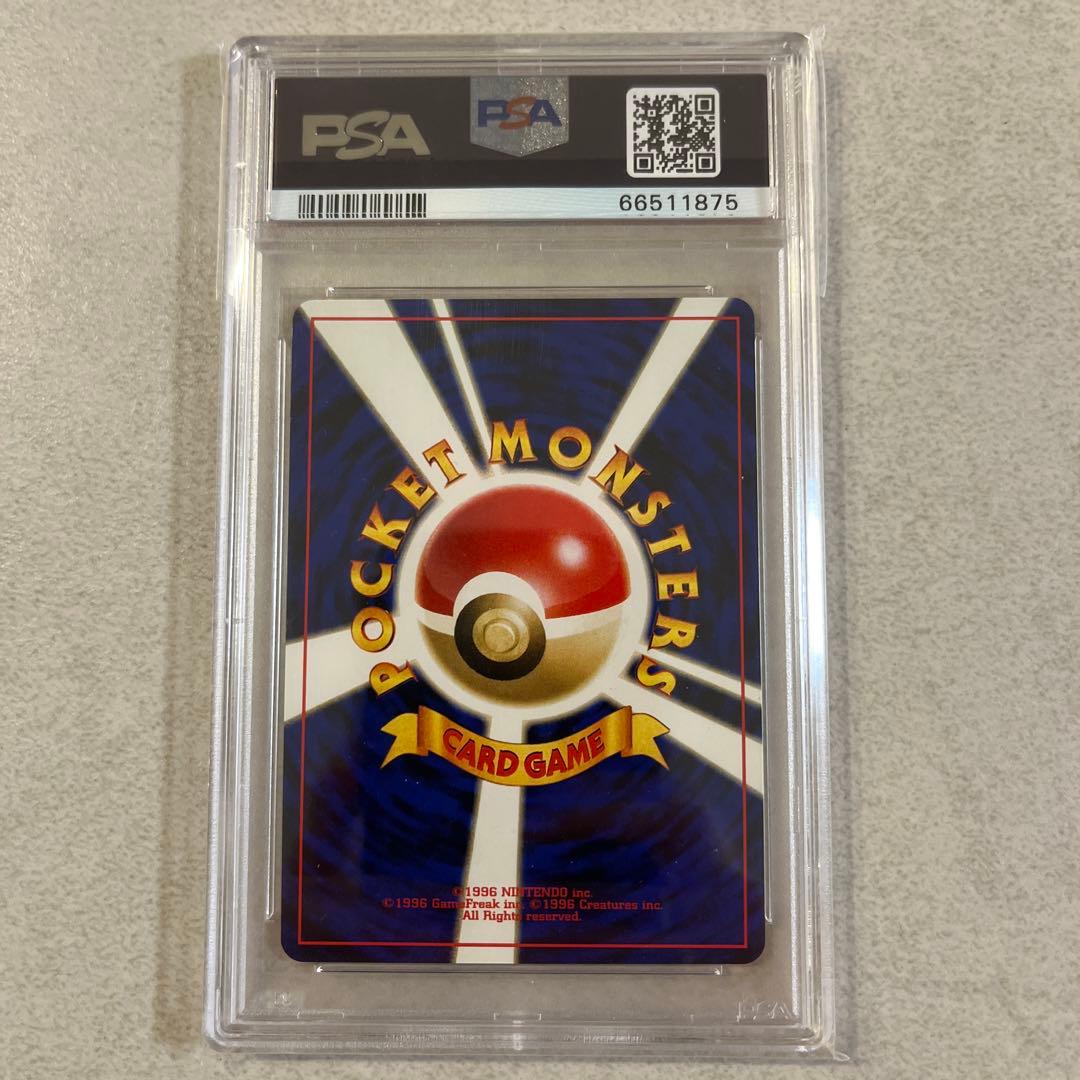 PSA
PSA
66511875
POCKET MONSTERS
CARD GAME
©1996 NINTENDO inc.
©1996 GameFreak inc. ©1996 Creatures inc.
All Rights reserved.
PSA